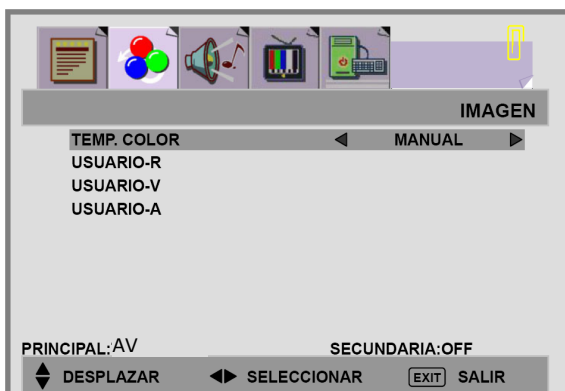 IMAGEN
TEMP. COLOR MANUAL
USUARIO-R
USUARIO-V
USUARIO-A
PRINCIPAL:AV SECUNDARIA:OFF
DESPLAZAR SELECCIONAR EXIT SALIR